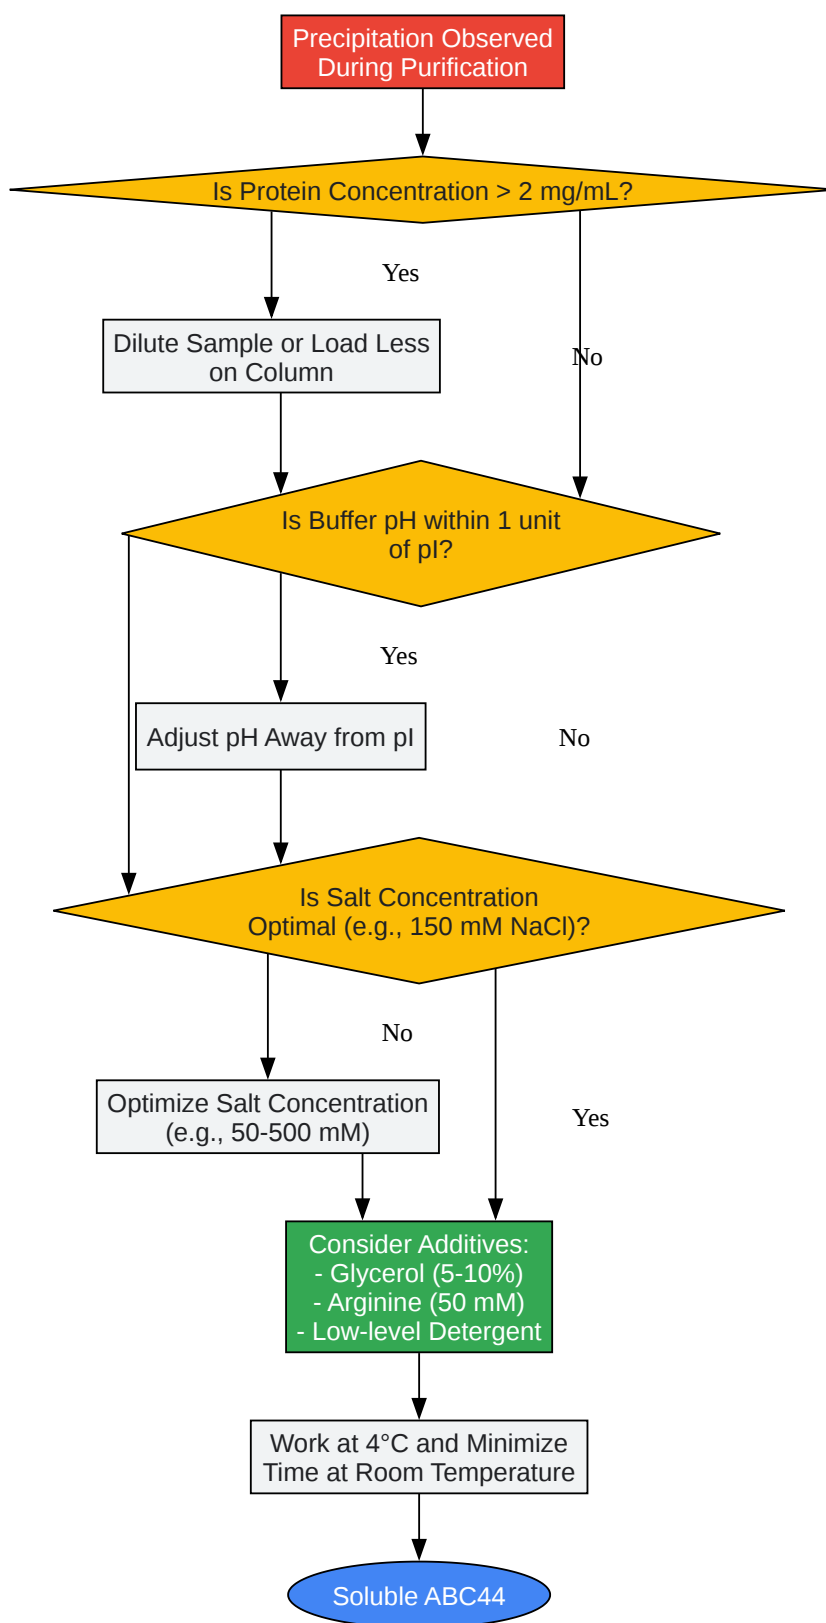 Precipitation Observed
During Purification
Is Protein Concentration > 2 mg/mL?
Yes
Dilute Sample or Load Less
on Column
No
Is Buffer pH within 1 unit
of pI?
Yes
Adjust pH Away from pI
No
Is Salt Concentration
Optimal (e.g., 150 mM NaCl)?
No
Optimize Salt Concentration
(e.g., 50-500 mM)
Yes
Consider Additives:
- Glycerol (5-10%)
- Arginine (50 mM)
- Low-level Detergent
Work at 4°C and Minimize
Time at Room Temperature
Soluble ABC44